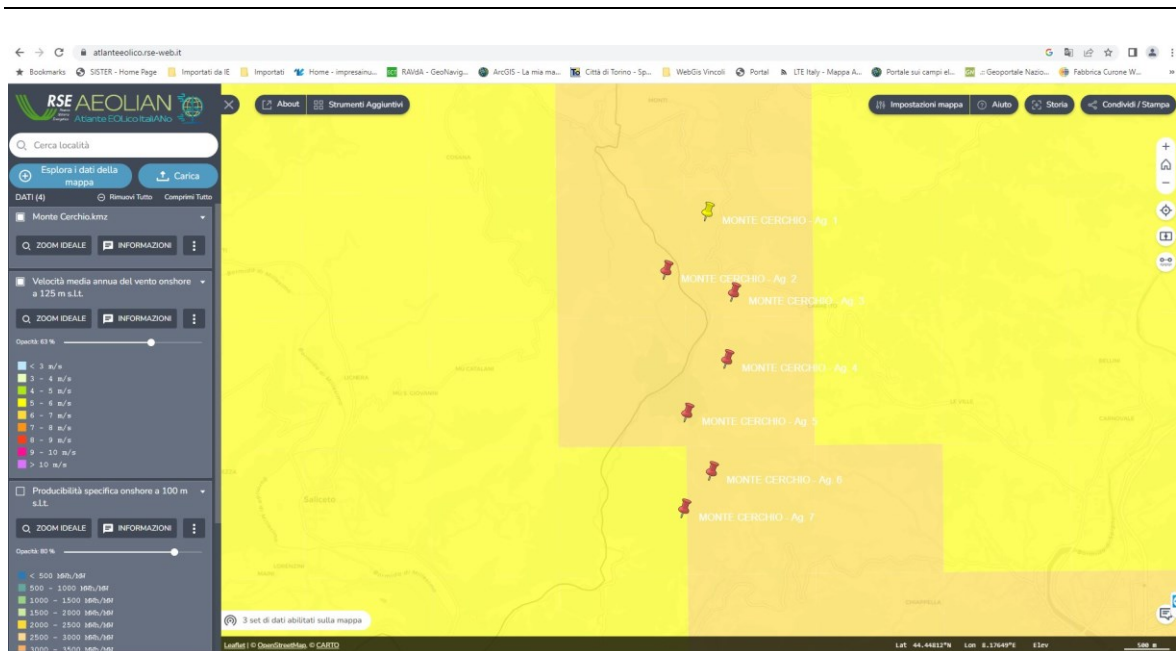 atlanteeolico.rse-web.it
Bookmarks SISTER - Home Page Importati da IE Importati Home - impresainu... RAVdA - GeoNavig... ArcGIS - La mia ma... Città di Torino - Sp... WebGis Vincoli Portal LTE Italy - Mappa A... Portale sui campi el... :: Geoportale Nazio... Fabbrica Curone W... »
RSE AEOLIAN
Atlante EOLico ItaliANo
About Strumenti Aggiuntivi
Impostazioni mappa Aiuto Storia Condividi / Stampa
Cerca località
Esplora i dati della mappa
Carica
DATI (4) Rimuovi Tutto Comprimi Tutto
Monte Cerchio.kmz
ZOOM IDEALE INFORMAZIONI
Velocità media annua del vento onshore
a 125 m s.l.t.
ZOOM IDEALE INFORMAZIONI
Opacità: 63 %
< 3 m/s
3 - 4 m/s
4 - 5 m/s
5 - 6 m/s
6 - 7 m/s
7 - 8 m/s
8 - 9 m/s
9 - 10 m/s
> 10 m/s
Producibilità specifica onshore a 100 m
s.l.t.
ZOOM IDEALE INFORMAZIONI
Opacità: 80 %
< 500 MWh/MW
500 - 1000 MWh/MW
1000 - 1500 MWh/MW
1500 - 2000 MWh/MW
2000 - 2500 MWh/MW
2500 - 3000 MWh/MW
3000 - 3500 MWh/MW
MONTE CERCHIO - Ag. 1
MONTE CERCHIO - Ag. 2
MONTE CERCHIO - Ag. 3
MONTE CERCHIO - Ag. 4
MONTE CERCHIO - Ag. 5
MONTE CERCHIO - Ag. 6
MONTE CERCHIO - Ag. 7
Saliceto
3 set di dati abilitati sulla mappa
Leaflet | © OpenStreetMap, © CARTO
Lat 44.44812°N Lon 8.17649°E Elev
500 m